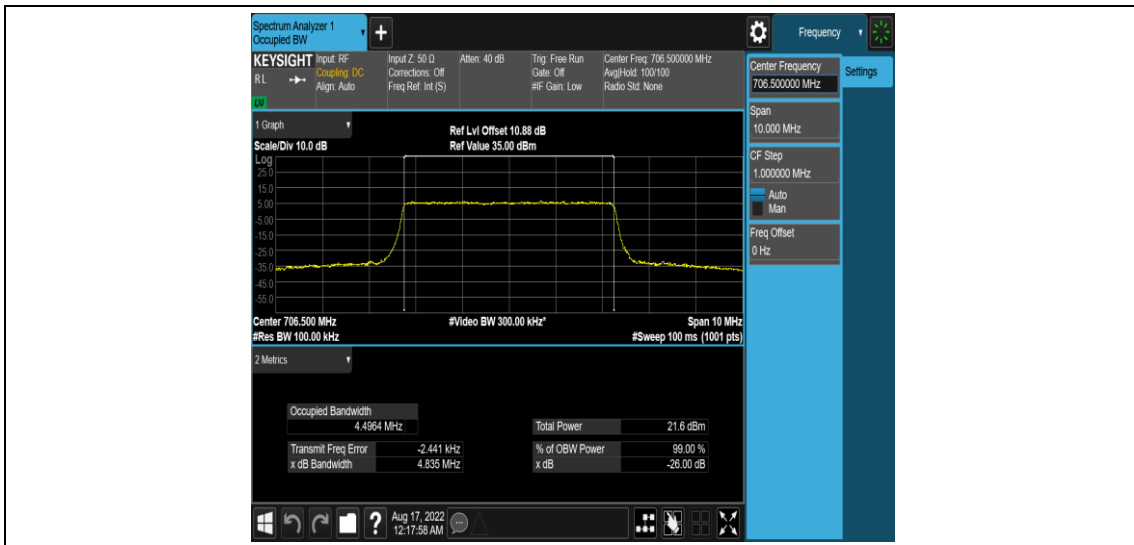 Spectrum Analyzer 1
Occupied BW
+
Frequency
KEYSIGHT
RL
LNI
Input: RF
Coupling: DC
Align: Auto
Input Z: 50 Ω
Corrections: Off
Freq Ref: Int (S)
Atten: 40 dB
Trig: Free Run
Gate: Off
#IF Gain: Low
Center Freq: 706.500000 MHz
Avg|Hold: 100/100
Radio Std: None
Center Frequency
706.500000 MHz
Settings
Span
10.000 MHz
CF Step
1.000000 MHz
Auto
Man
Freq Offset
0 Hz
1 Graph
Ref Lvl Offset 10.88 dB
Scale/Div 10.0 dB
Ref Value 35.00 dBm
Log
25.0
15.0
5.00
-5.00
-15.0
-25.0
-35.0
-45.0
-55.0
Center 706.500 MHz
#Video BW 300.00 kHz*
Span 10 MHz
#Res BW 100.00 kHz
#Sweep 100 ms (1001 pts)
2 Metrics
Occupied Bandwidth
4.4964 MHz
Total Power 21.6 dBm
Transmit Freq Error -2.441 kHz
% of OBW Power 99.00 %
x dB Bandwidth 4.835 MHz
x dB -26.00 dB
?
Aug 17, 2022
12:17:58 AM